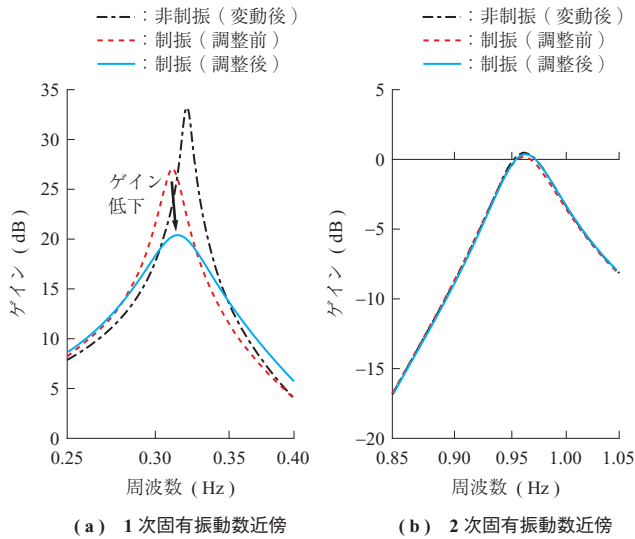 ：非制振 ( 変動後 )
：制振 ( 調整前 )
：制振 ( 調整後 )
35
30
25
20
15
10
5
0
ゲイン ( dB )
ゲイン
低下
0.25
0.30
0.35
0.40
周波数 ( Hz )
( a ) 1 次固有振動数近傍
：非制振 ( 変動後 )
：制振 ( 調整前 )
：制振 ( 調整後 )
5
0
−5
−10
−15
−20
ゲイン ( dB )
0.85
0.90
0.95
1.00
1.05
周波数 ( Hz )
( b ) 2 次固有振動数近傍